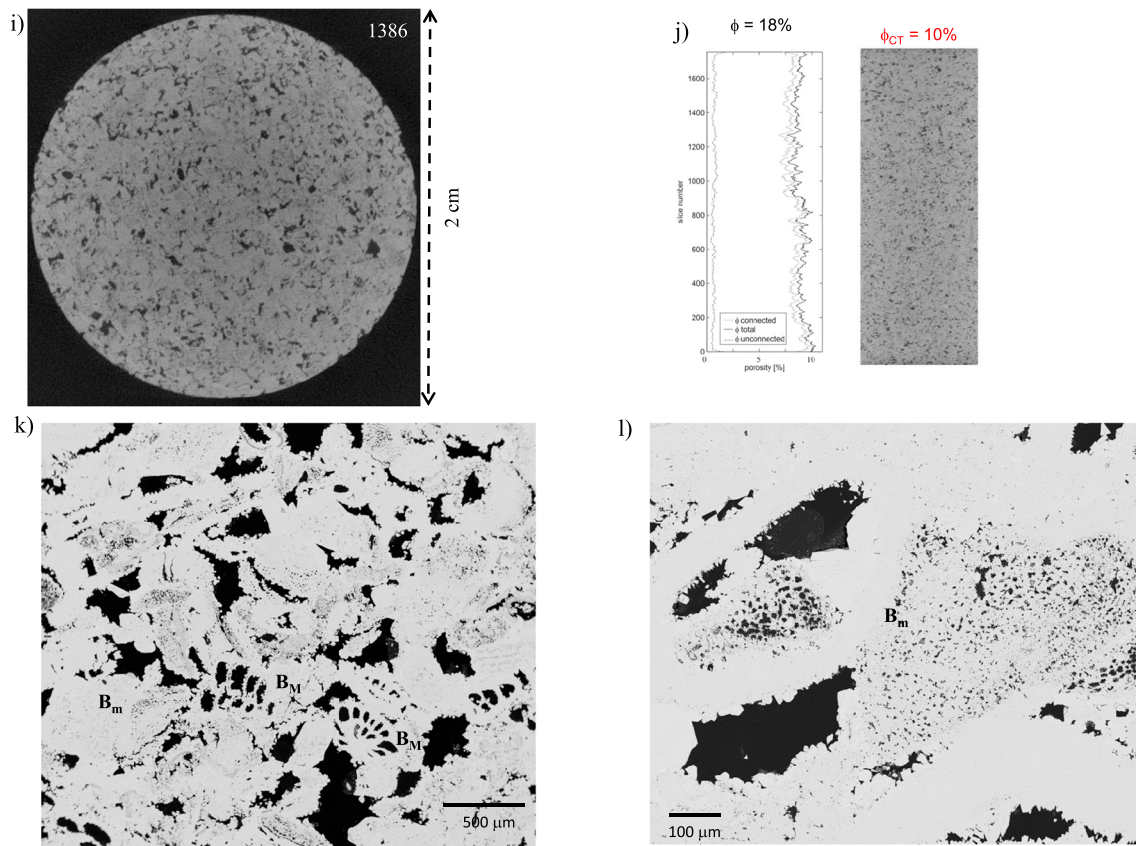 i)
1386
2 cm
j)
ϕ = 18%
ϕCT = 10%
1600
1400
1200
1000
800
600
400
200
0
slice number
ϕ connected
ϕ total
ϕ unconnected
0
5
10
porosity [%]
k)
Bm
BM
BM
500 μm
l)
Bm
100 μm